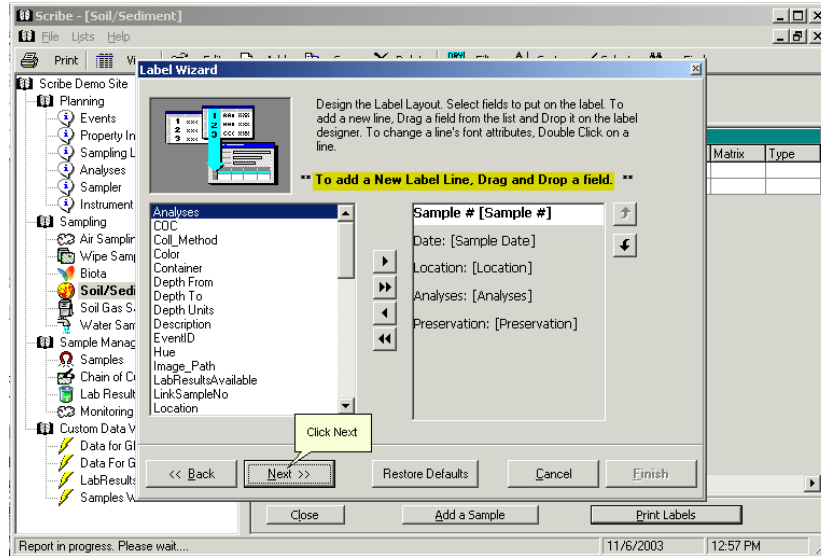 Scribe - [Soil/Sediment]
File Lists Help
Print
Label Wizard
Scribe Demo Site
Planning
Events
Property In
Sampling L
Analyses
Sampler
Instrument
Sampling
Air Samplin
Wipe Sam
Biota
Soil/Sedi
Soil Gas S
Water Sam
Sample Manag
Samples
Chain of C
Lab Result
Monitoring
Custom Data V
Data for G
Data For G
LabResults
Samples
Design the Label Layout. Select fields to put on the label. To
add a new line, Drag a field from the list and Drop it on the label
designer. To change a line's font attributes, Double Click on a
line.
** To add a New Label Line, Drag and Drop a field. **
Matrix Type
Analyses
COC
Coll_Method
Color
Container
Depth From
Depth To
Depth Units
Description
EventID
Hue
Image_Path
LabResultsAvailable
LinkSampleNo
Location
Sample # [Sample #]
Date: [Sample Date]
Location: [Location]
Analyses: [Analyses]
Preservation: [Preservation]
Click Next
<< Back Next >> Restore Defaults Cancel Finish
Close Add a Sample Print Labels
Report in progress. Please wait.... 11/6/2003 12:57 PM